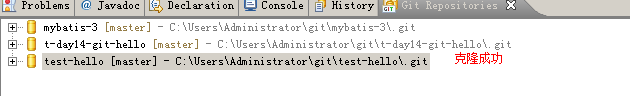 Problems @ Javadoc Declaration Console History Git Repositories
mybatis-3 [master] - C:\Users\Administrator\git\mybatis-3\.git
t-day14-git-hello [master] - C:\Users\Administrator\git\t-day14-git-hello\.git
test-hello [master] - C:\Users\Administrator\git\test-hello\.git 克隆成功